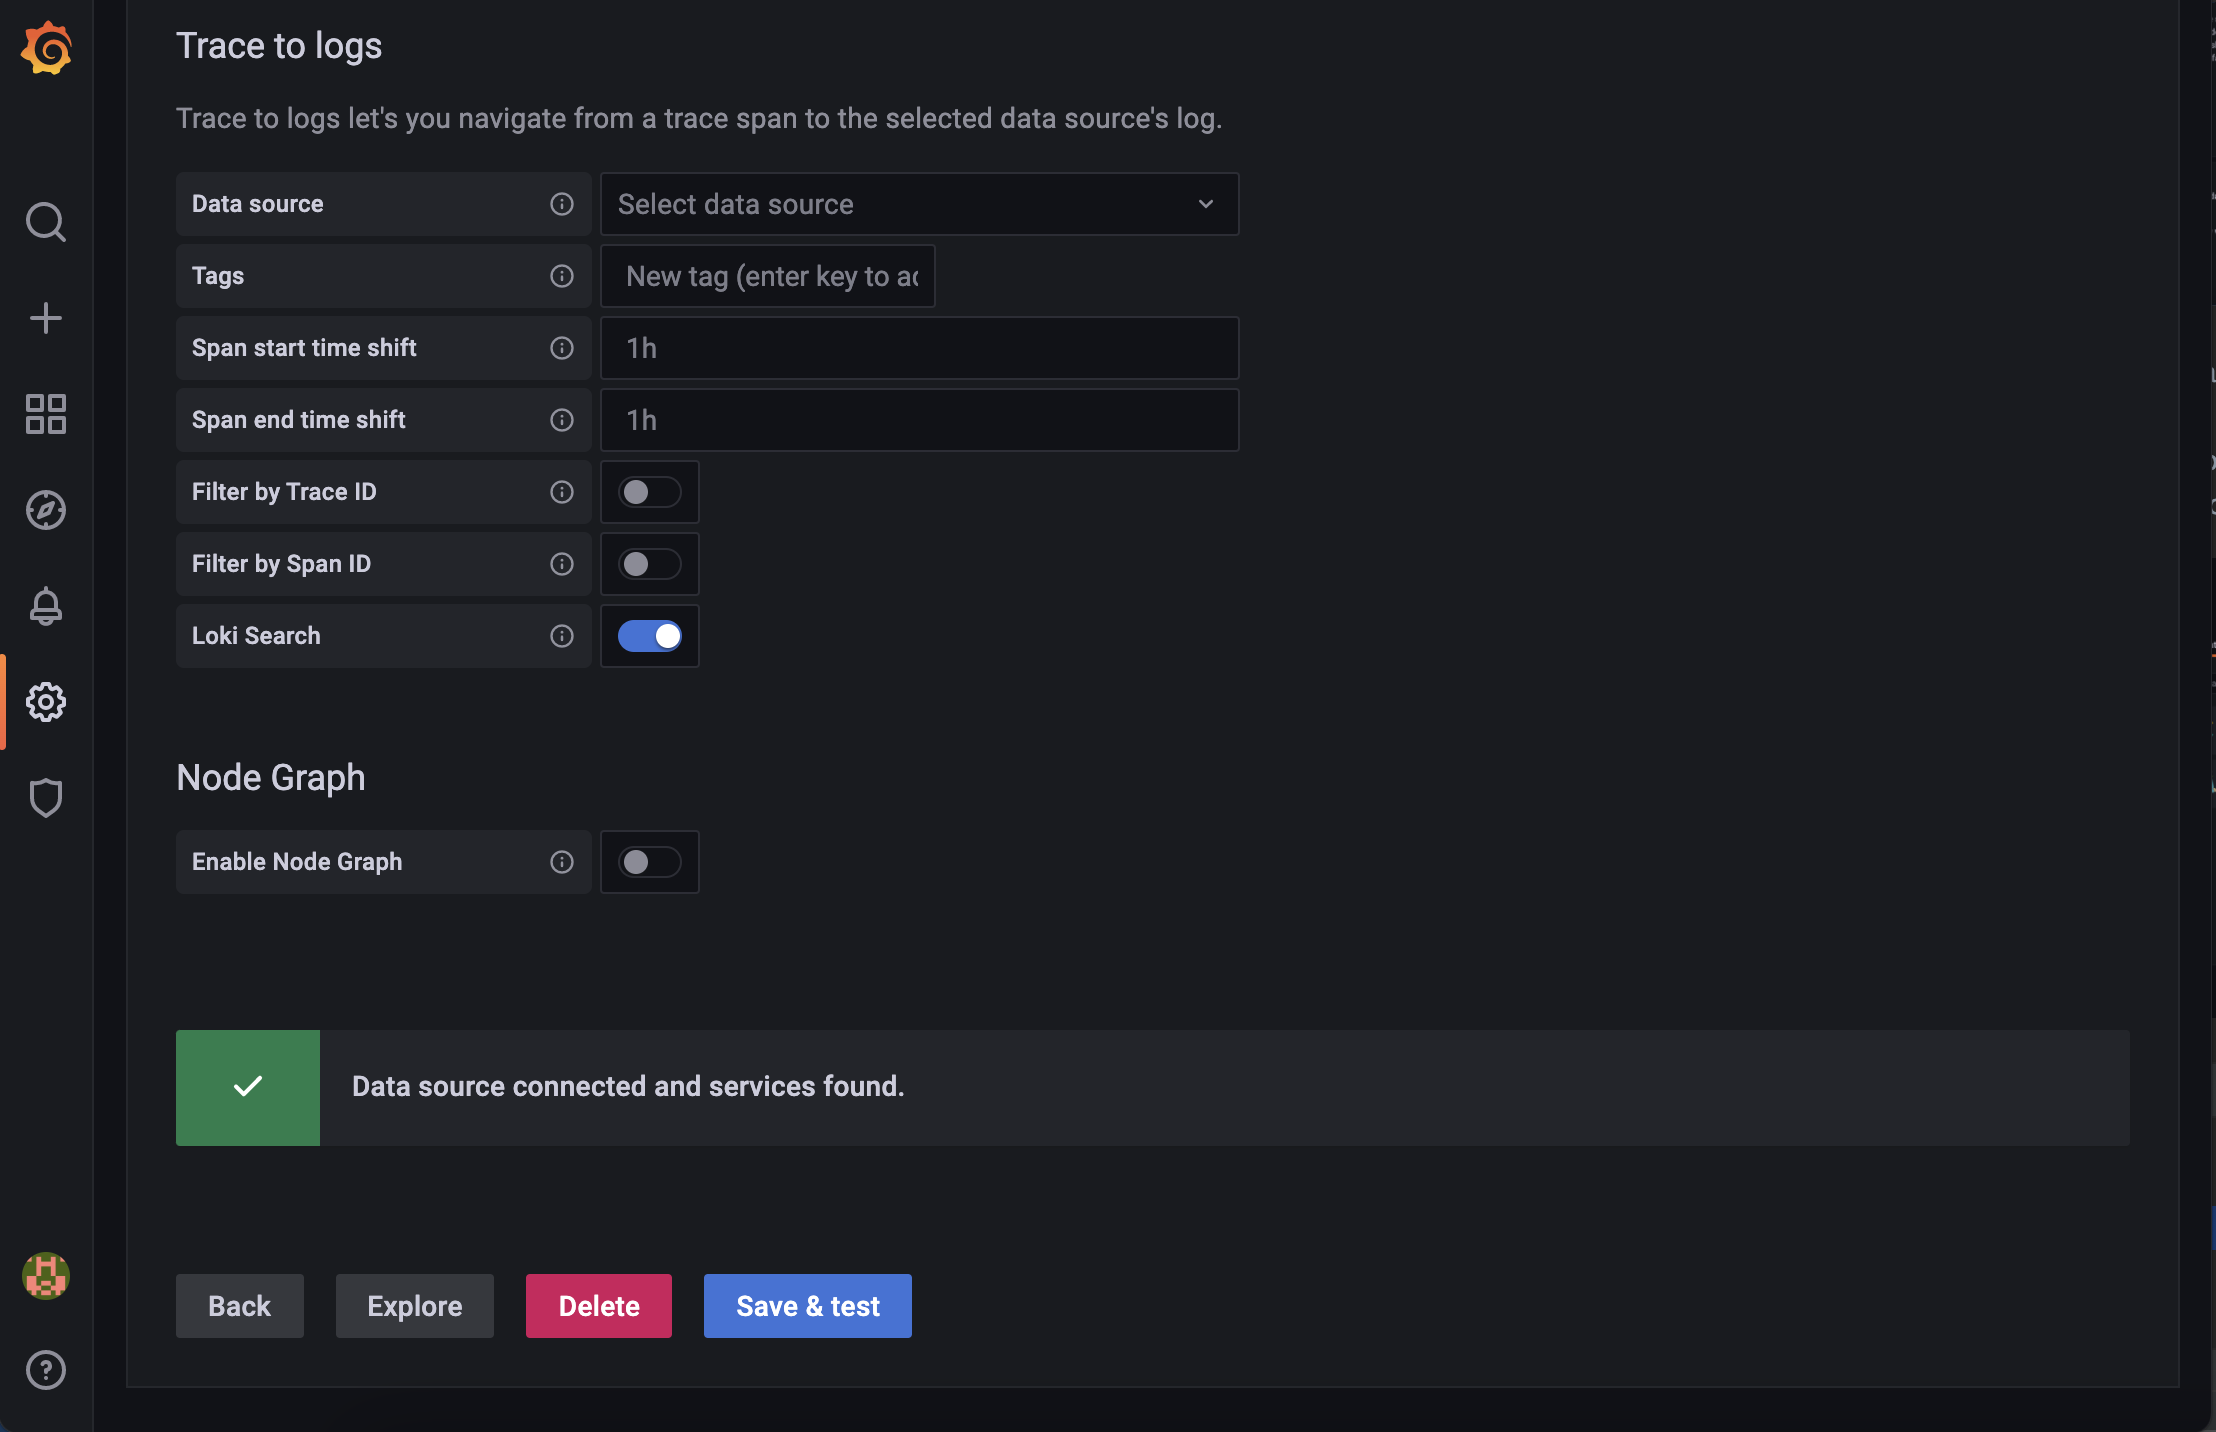 Trace to logs
Trace to logs let's you navigate from a trace span to the selected data source's log.
Data source
Select data source
Tags
New tag (enter key to ad
Span start time shift
1h
Span end time shift
1h
Filter by Trace ID
Filter by Span ID
Loki Search
Node Graph
Enable Node Graph
Data source connected and services found.
Back Explore Delete Save & test